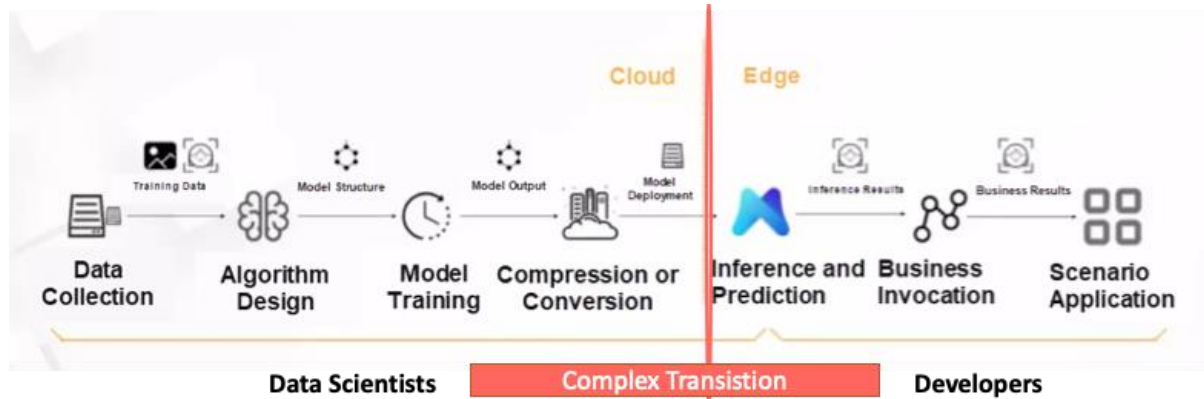 Cloud
Edge
Training Data
Model Structure
Model Output
Model
Deployment
Inference Results
Business Results
Data
Collection
Algorithm
Design
Model
Training
Compression or
Conversion
Inference and
Prediction
Business
Invocation
Scenario
Application
Data Scientists
Complex Transistion
Developers